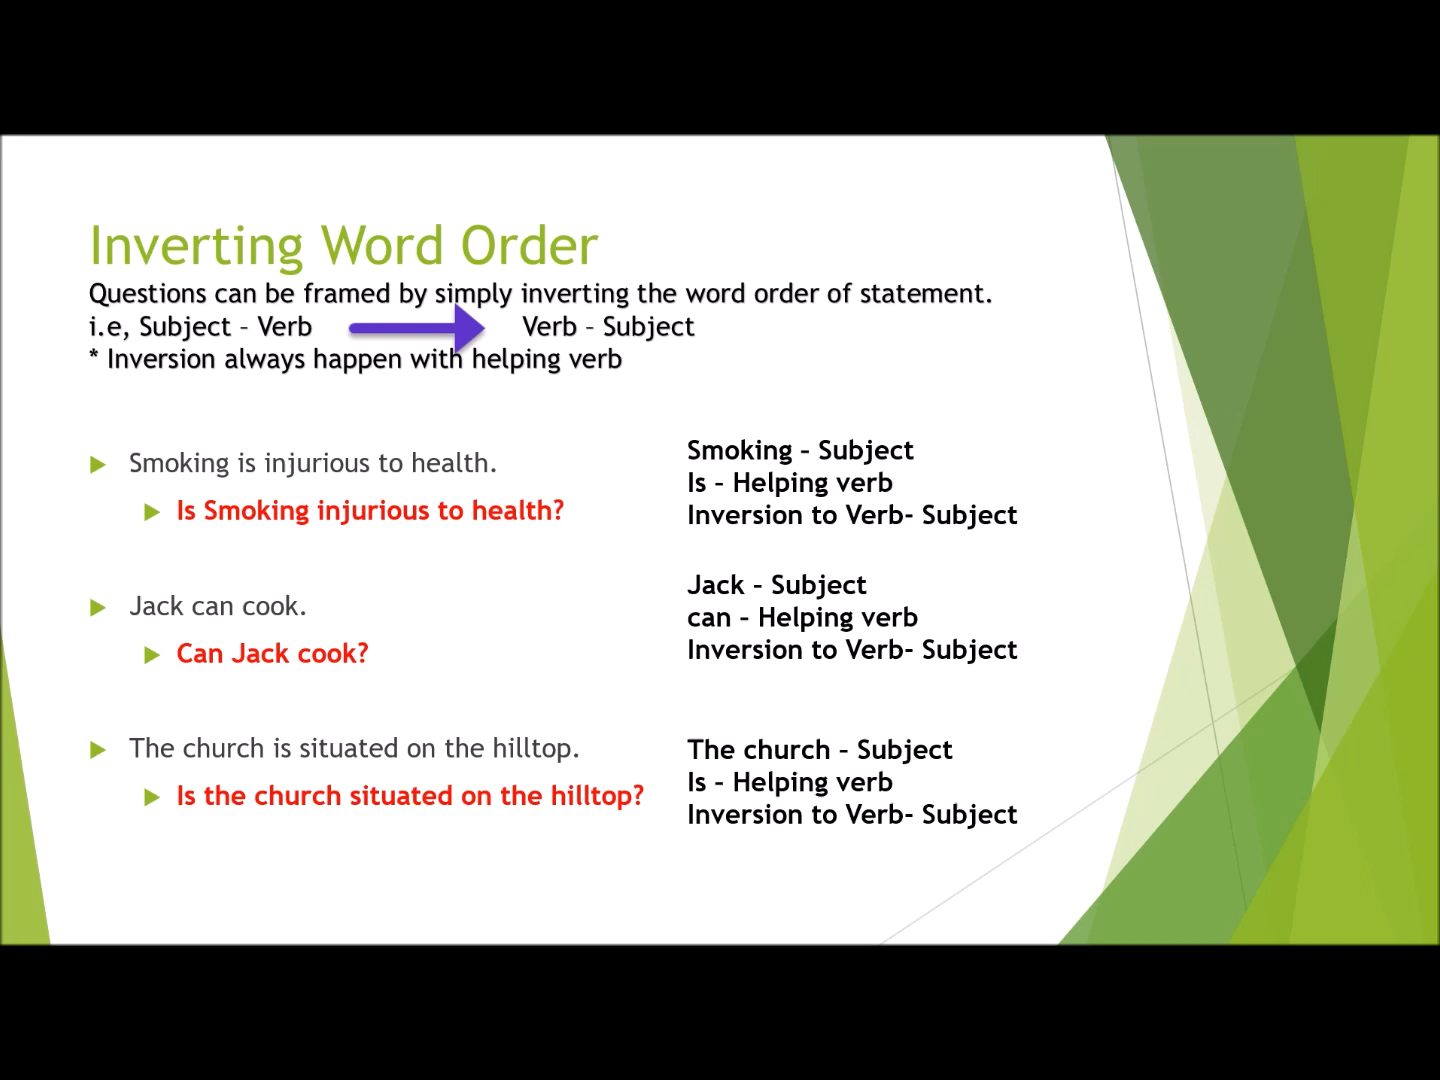 Inverting Word Order
Questions can be framed by simply inverting the word order of statement.
i.e, Subject – Verb Verb – Subject
* Inversion always happen with helping verb
Smoking is injurious to health.
Is Smoking injurious to health?
Smoking – Subject
Is – Helping verb
Inversion to Verb- Subject
Jack can cook.
Can Jack cook?
Jack – Subject
can – Helping verb
Inversion to Verb- Subject
The church is situated on the hilltop.
Is the church situated on the hilltop?
The church – Subject
Is – Helping verb
Inversion to Verb- Subject